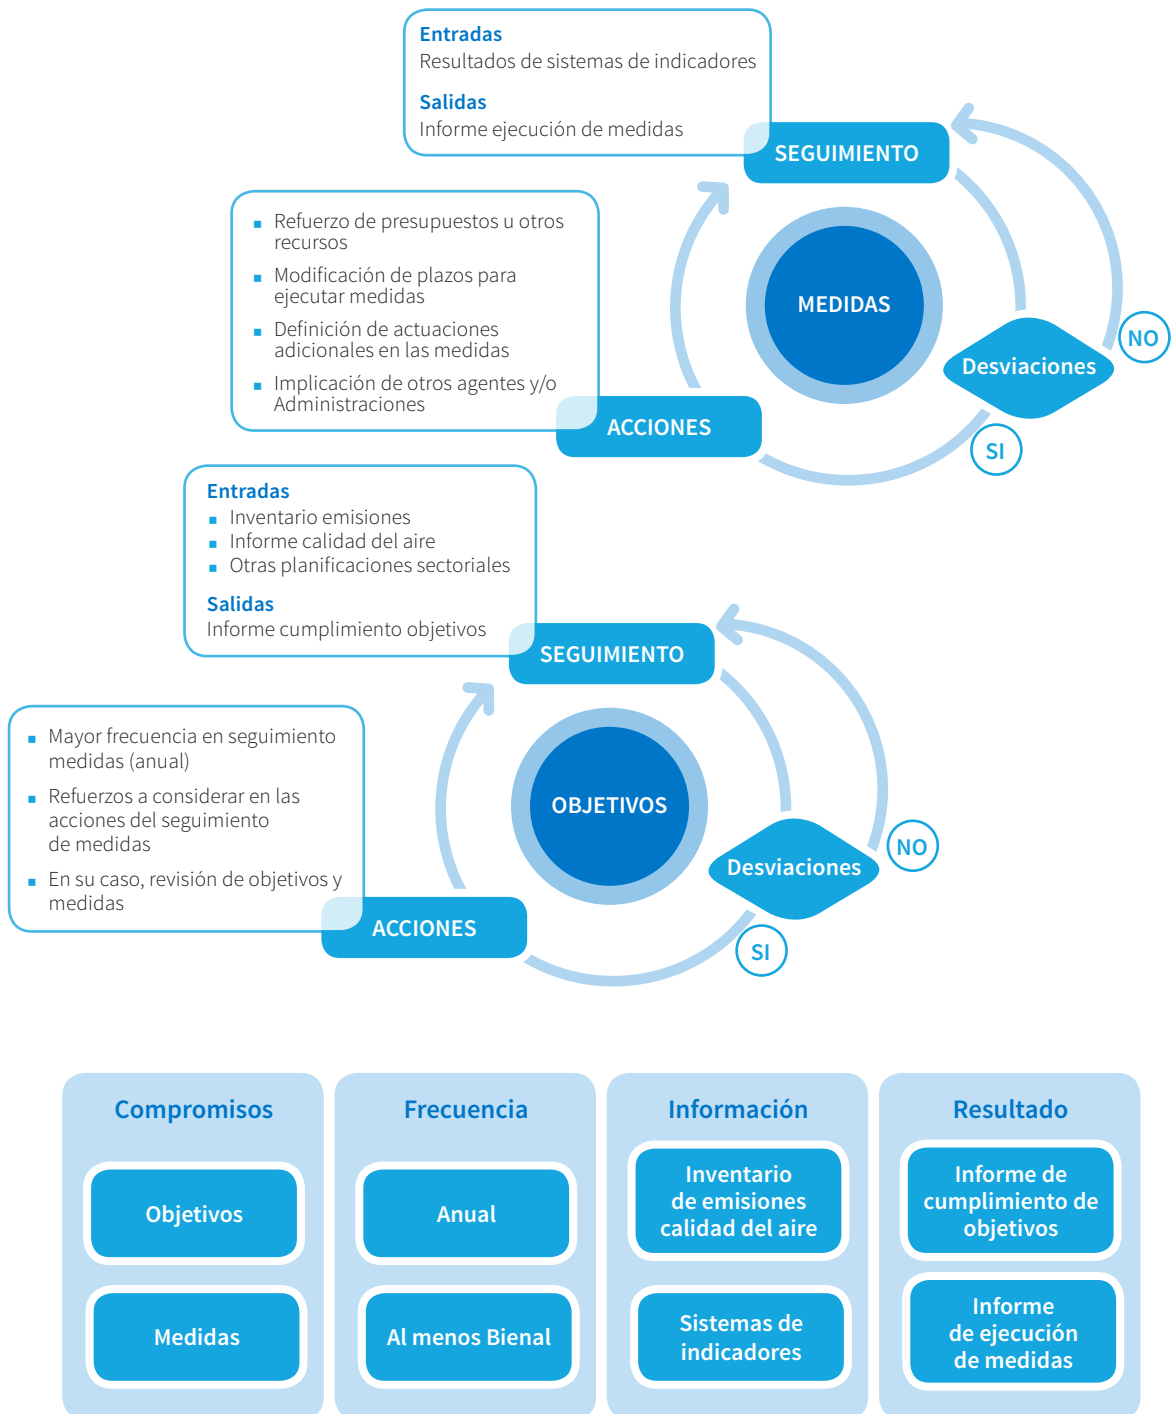 Entradas
Resultados de sistemas de indicadores
Salidas
Informe ejecución de medidas
SEGUIMIENTO
▪ Refuerzo de presupuestos u otros
recursos
▪ Modificación de plazos para
ejecutar medidas
▪ Definición de actuaciones
adicionales en las medidas
▪ Implicación de otros agentes y/o
Administraciones
MEDIDAS
NO
Desviaciones
SI
ACCIONES
Entradas
▪ Inventario emisiones
▪ Informe calidad del aire
▪ Otras planificaciones sectoriales
Salidas
Informe cumplimiento objetivos
SEGUIMIENTO
▪ Mayor frecuencia en seguimiento
medidas (anual)
▪ Refuerzos a considerar en las
acciones del seguimiento
de medidas
▪ En su caso, revisión de objetivos y
medidas
OBJETIVOS
NO
Desviaciones
SI
ACCIONES
Compromisos
Objetivos
Medidas
Frecuencia
Anual
Al menos Bienal
Información
Inventario
de emisiones
calidad del aire
Sistemas de
indicadores
Resultado
Informe de
cumplimiento de
objetivos
Informe
de ejecución
de medidas